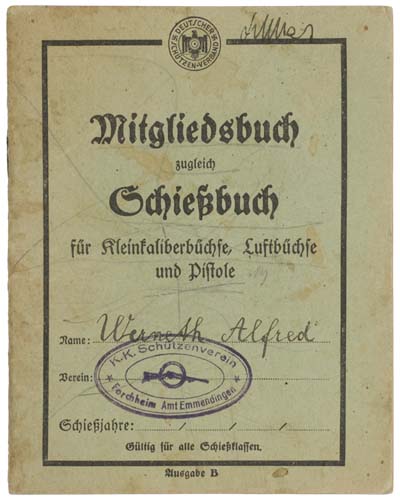 DEUTSCHER
SCHÜTZEN-VERBAND
Mitgliedsbuch
zugleich
Schießbuch
für Kleinkaliberbüchse, Luftbüchse
und Pistole
Name: Werneth Alfred
K.K. Schützenverein
Verein:
Forchheim Amt Emmendingen
Schießjahre: / / /
Gültig für alle Schießklassen.
Ausgabe B